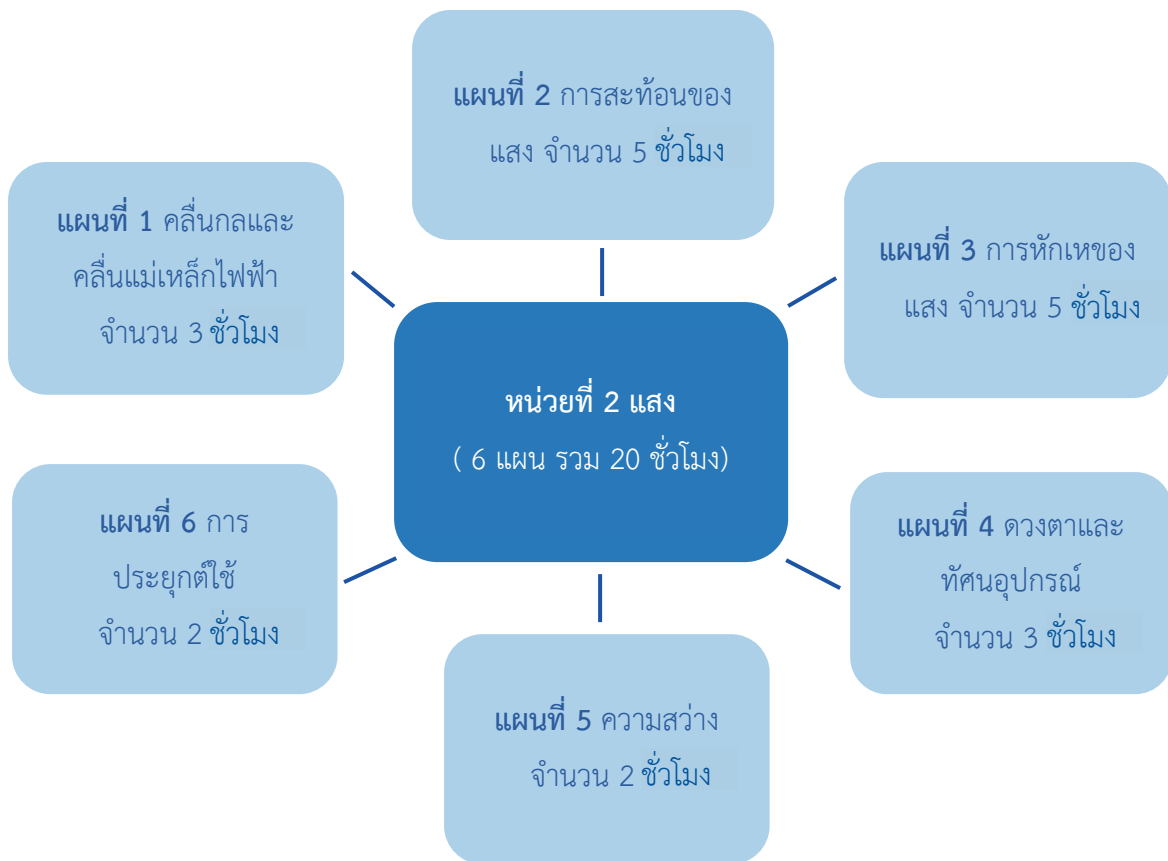 แผนที่ 2 การสะท้อนของ
แสง จำนวน 5 ชั่วโมง
แผนที่ 1 คลื่นกลและ
คลื่นแม่เหล็กไฟฟ้า
จำนวน 3 ชั่วโมง
แผนที่ 3 การหักเหของ
แสง จำนวน 5 ชั่วโมง
หน่วยที่ 2 แสง
( 6 แผน รวม 20 ชั่วโมง)
แผนที่ 6 การ
ประยุกต์ใช้
จำนวน 2 ชั่วโมง
แผนที่ 4 ดวงตาและ
ทัศนอุปกรณ์
จำนวน 3 ชั่วโมง
แผนที่ 5 ความสว่าง
จำนวน 2 ชั่วโมง